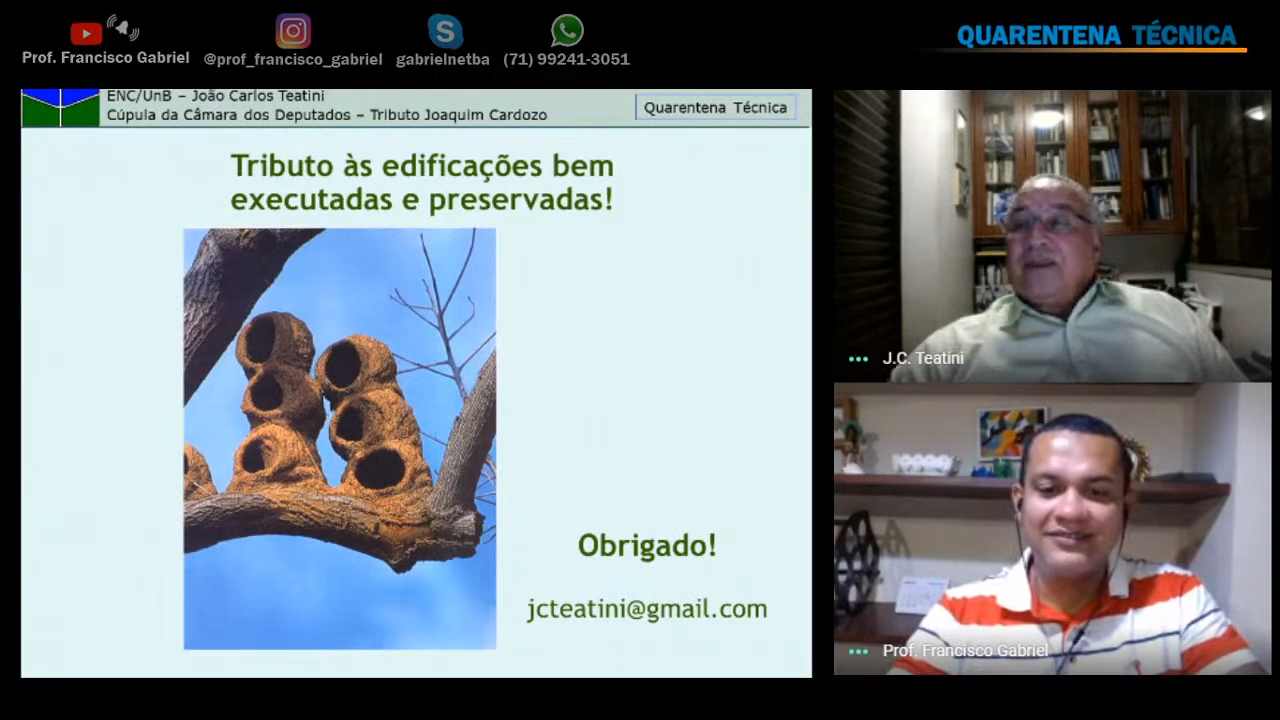 QUARENTENA TÉCNICA
Prof. Francisco Gabriel
@prof_francisco_gabriel
gabrielnetba
(71) 99241-3051
ENC/UnB – João Carlos Teatini
Cúpula da Câmara dos Deputados – Tributo Joaquim Cardozo
Quarentena Técnica
Tributo às edificações bem
executadas e preservadas!
Obrigado!
jcteatini@gmail.com
J.C. Teatini
Prof. Francisco Gabriel